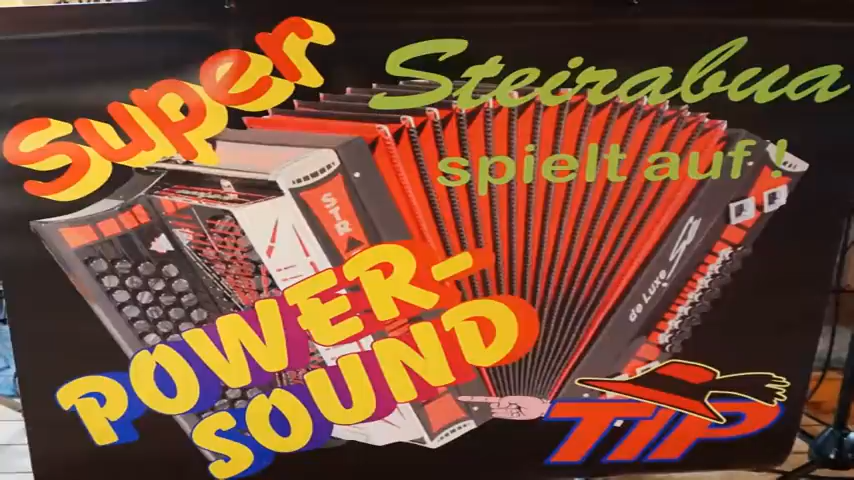 Super
Steirabua
spielt auf!
STR
de Luxe
POWER-
SOUND
TIP